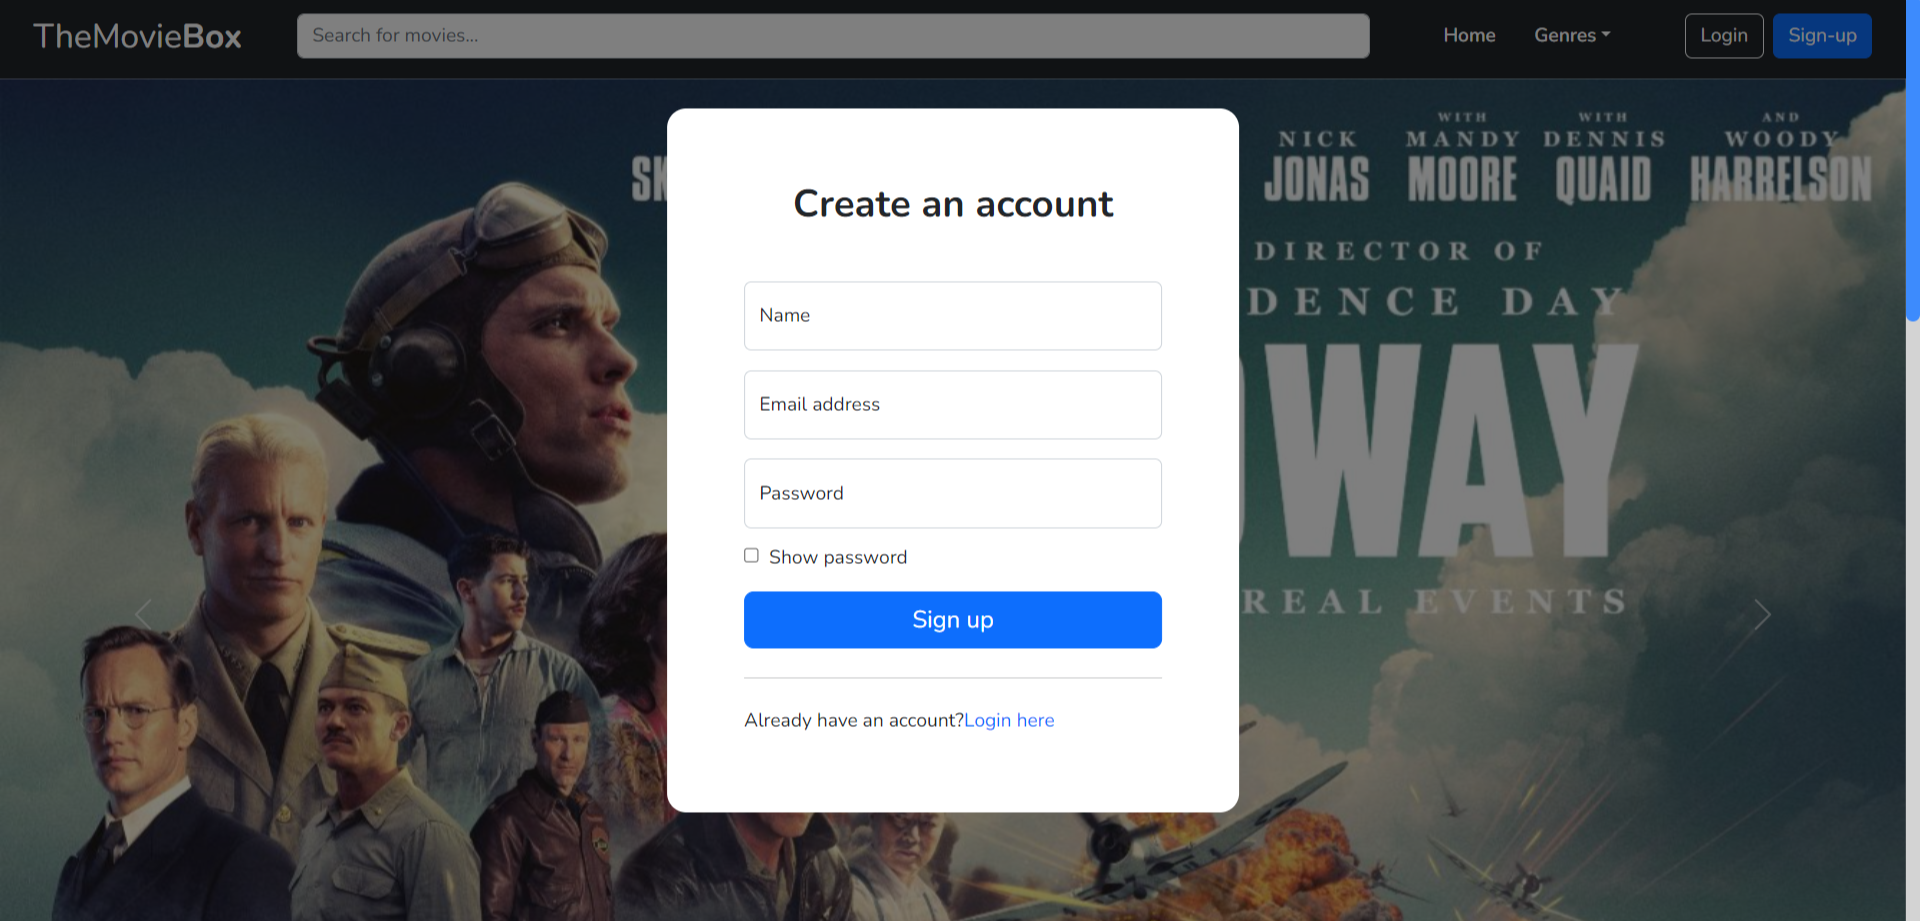 TheMovieBox
Search for movies...
Home
Genres
Login
Sign-up
SK
NICK
JONAS
WITH
MANDY
MOORE
WITH
DENNIS
QUAID
AND
WOODY
HARRELSON
DIRECTOR OF
DENCE DAY
WAY
REAL EVENTS
Create an account
Name
Email address
Password
Show password
Sign up
Already have an account?Login here